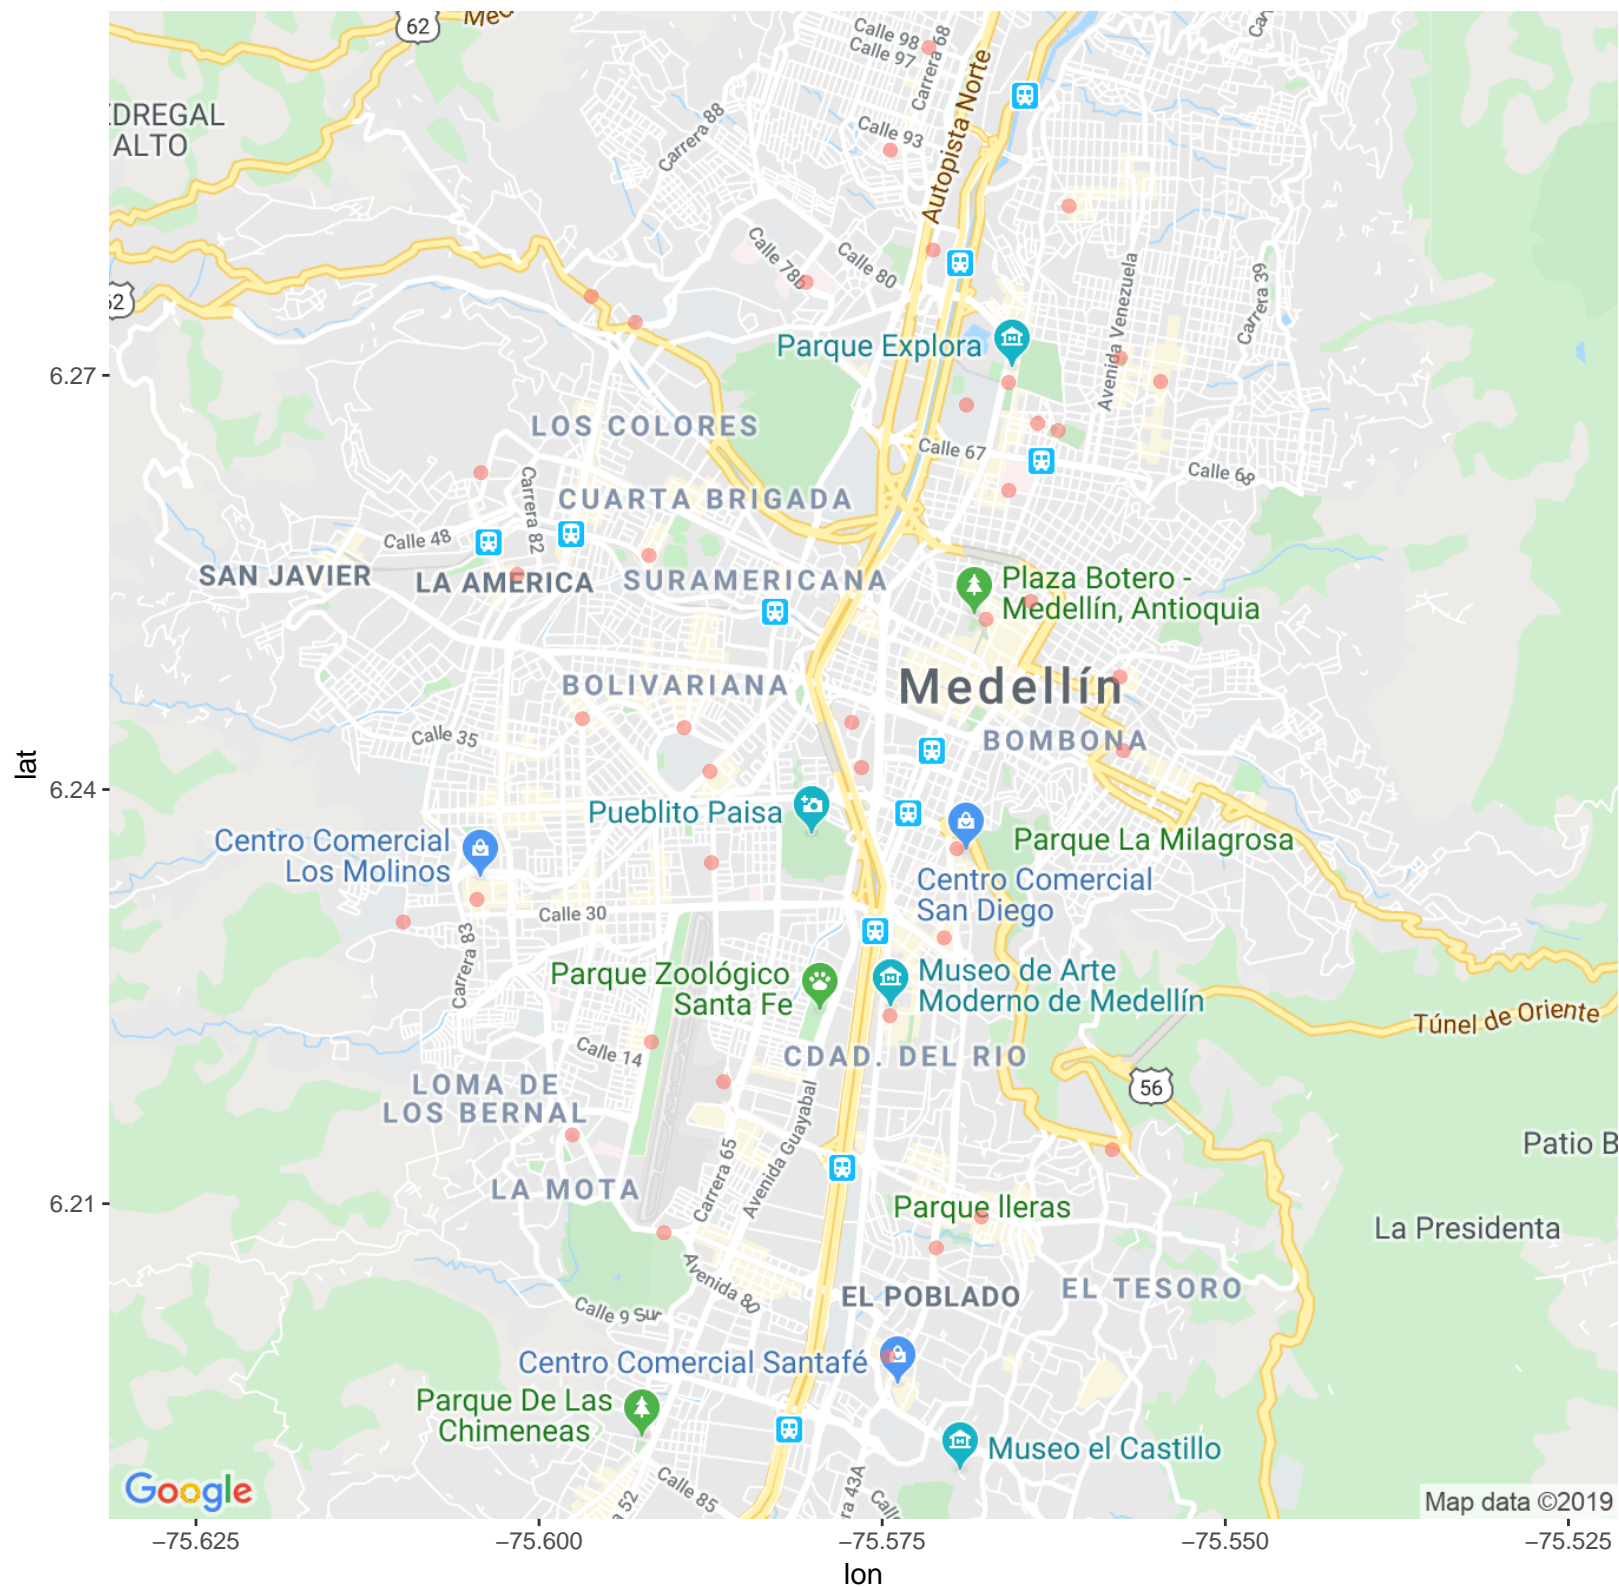 62
Calle 98
Calle 97
Carrera 68
Autopista Norte
EDREGAL
ALTO
Carrera 88
Calle 93
Calle 78b
Calle 80
Avenida Venezuela
Carrera 39
Parque Explora
6.27
LOS COLORES
Calle 67
Calle 68
CUARTA BRIGADA
Carrera 82
Calle 48
SAN JAVIER
LA AMERICA
SURAMERICANA
Plaza Botero -
Medellín, Antioquia
BOLIVARIANA
Medellín
Calle 35
BOMBONA
lat
6.24
Pueblito Paisa
Parque La Milagrosa
Centro Comercial
Los Molinos
Centro Comercial
San Diego
Calle 30
Carrera 83
Parque Zoológico
Santa Fe
Museo de Arte
Moderno de Medellín
Túnel de Oriente
Calle 14
CDAD. DEL RIO
LOMA DE
LOS BERNAL
56
Carrera 65
Avenida Guayabal
Patio B
LA MOTA
6.21
Parque lleras
La Presidenta
Avenida 80
EL POBLADO
EL TESORO
Calle 9 Sur
Centro Comercial Santafé
Parque De Las
Chimeneas
Museo el Castillo
Calle 85
Google
Map data ©2019
−75.625
−75.600
−75.575
−75.550
−75.525
lon